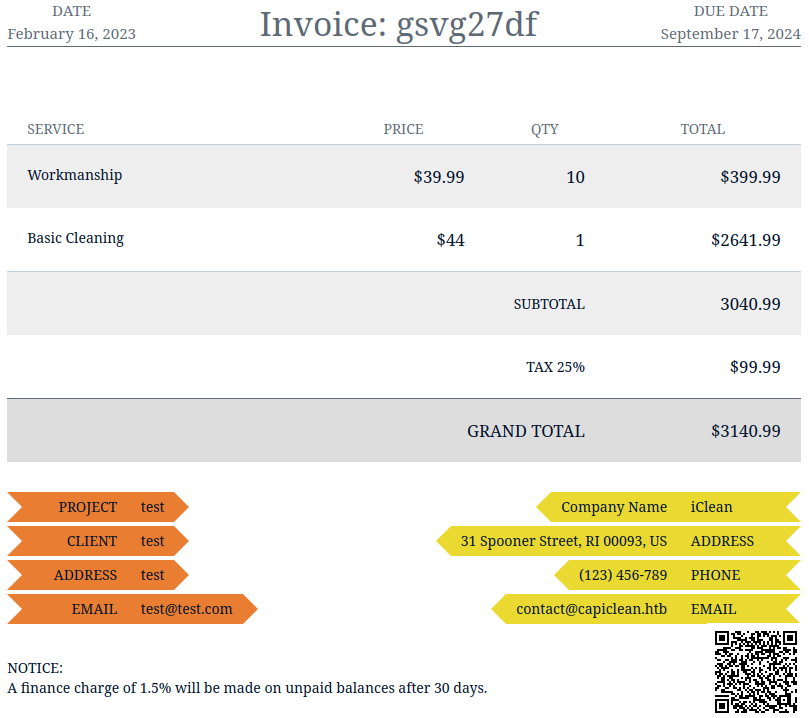 DATE
February 16, 2023
Invoice: gsvg27df
DUE DATE
September 17, 2024
SERVICE PRICE QTY TOTAL
Workmanship $39.99 10 $399.99
Basic Cleaning $44 1 $2641.99
SUBTOTAL 3040.99
TAX 25% $99.99
GRAND TOTAL $3140.99
PROJECT test
CLIENT test
ADDRESS test
EMAIL test@test.com
Company Name iClean
31 Spooner Street, RI 00093, US ADDRESS
(123) 456-789 PHONE
contact@capiclean.htb EMAIL
NOTICE:
A finance charge of 1.5% will be made on unpaid balances after 30 days.